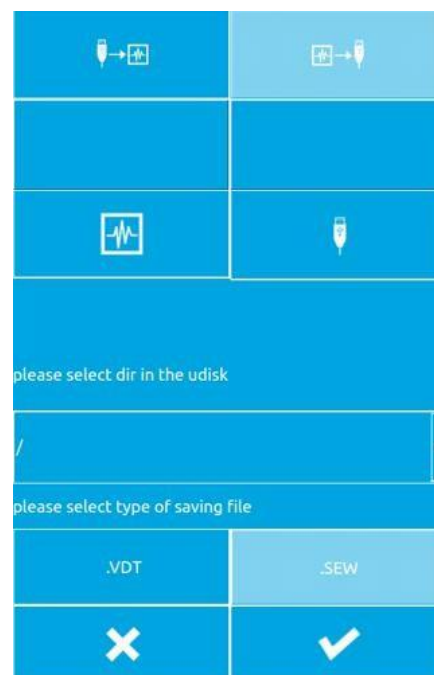 please select dir in the udisk
/
please select type of saving file
.VDT
.SEW